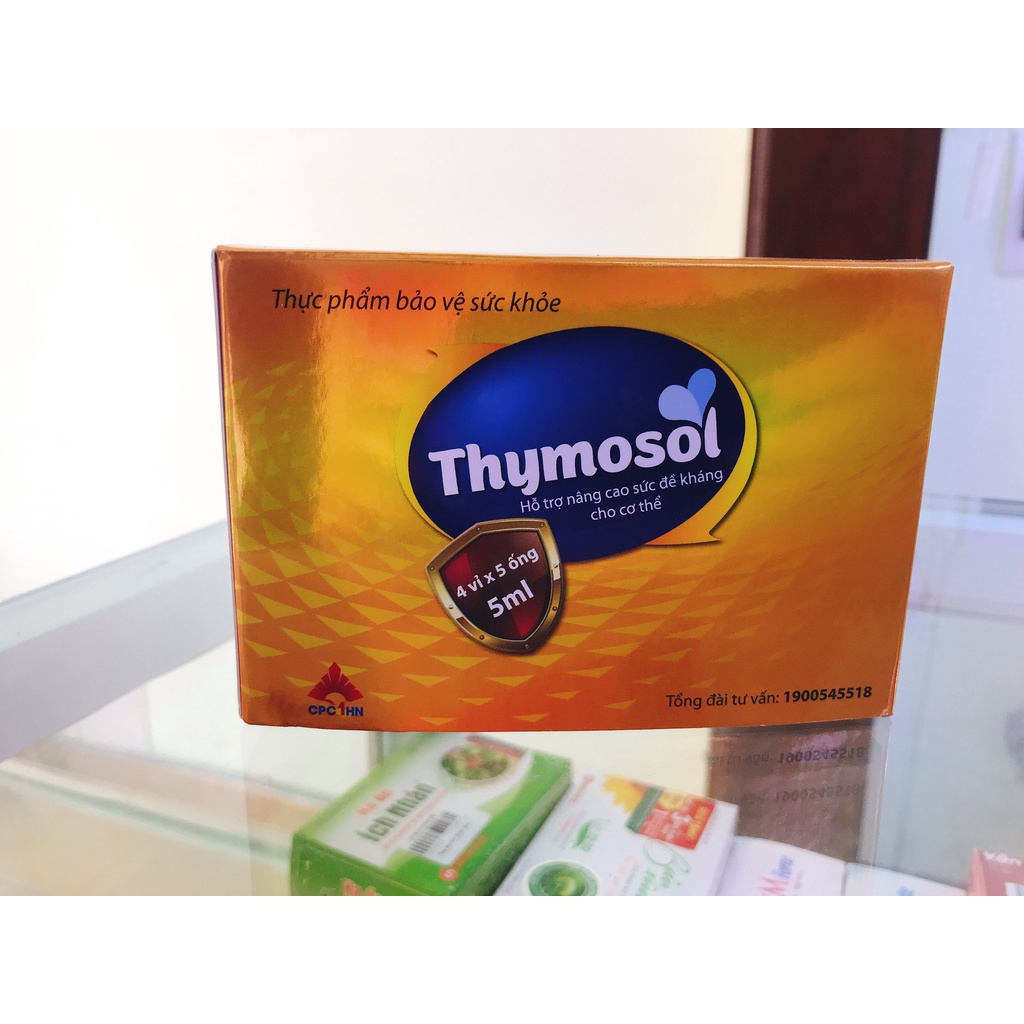 Thực phẩm bảo vệ sức khỏe
Thymosol
Hỗ trợ nâng cao sức đề kháng
cho cơ thể
4 vỉ x 5 ống
5ml
CPC1HN
Tổng đài tư vấn: 1900545518
ÍCH NHÂN